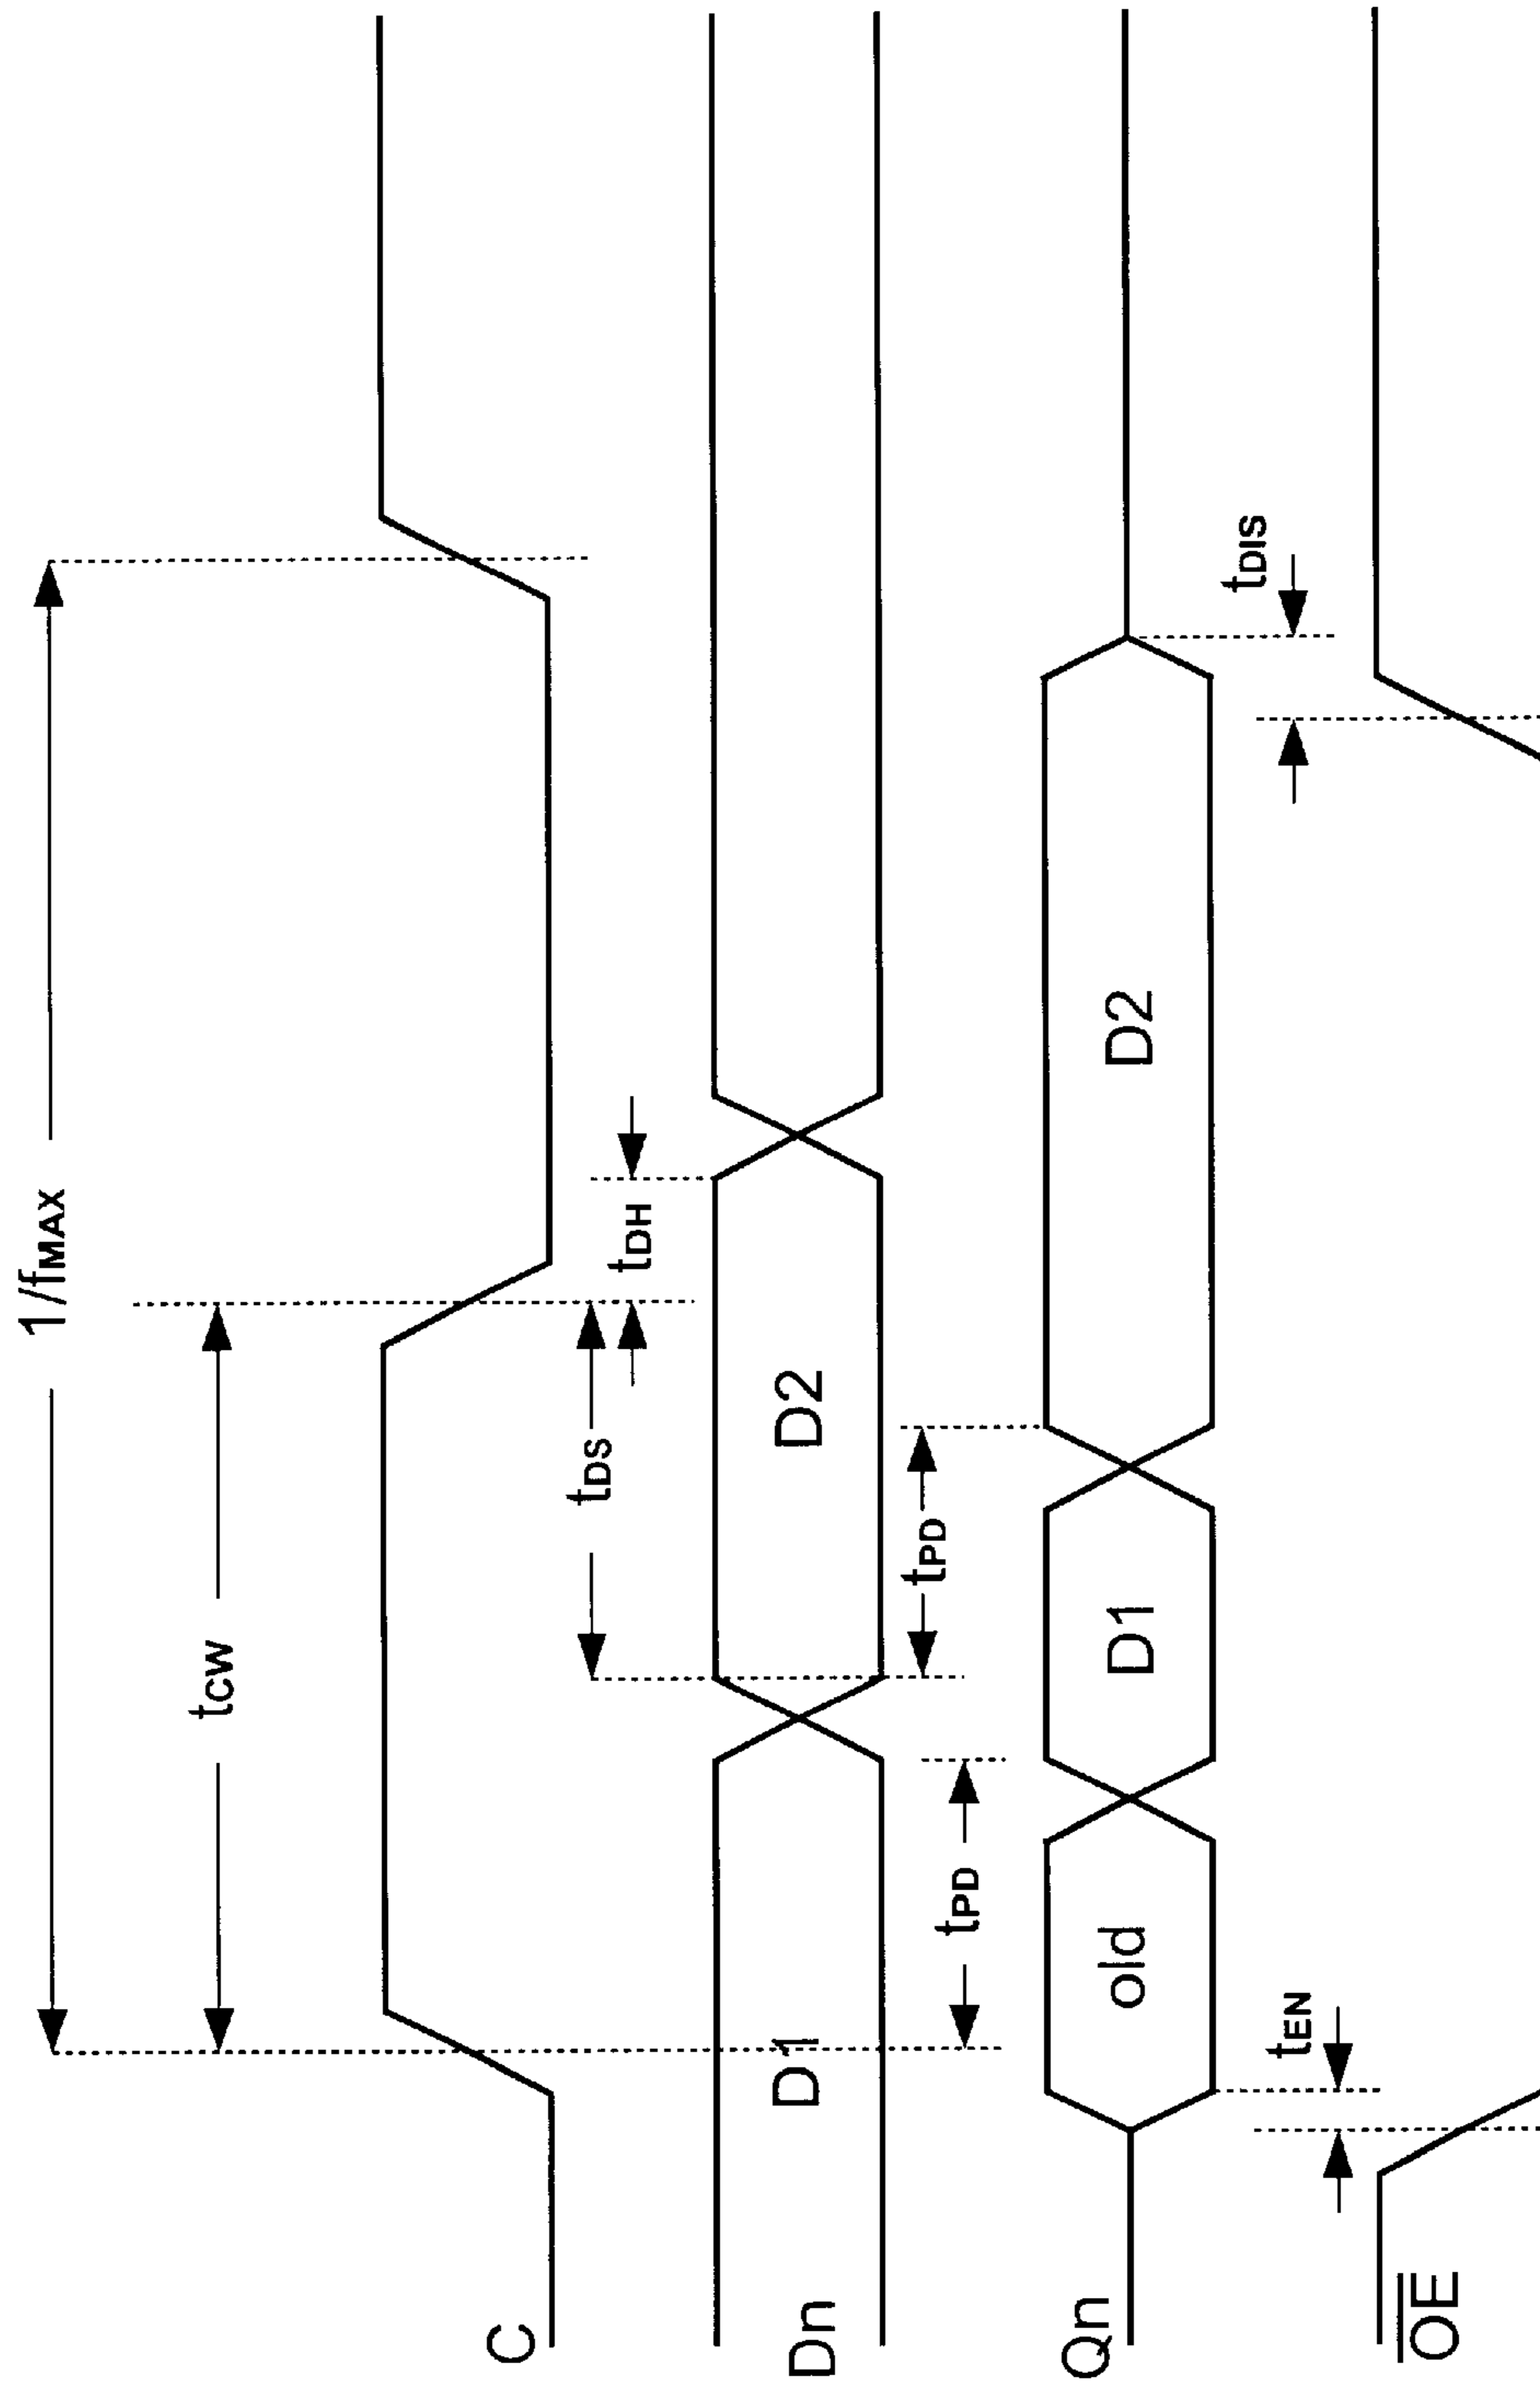 1/fMAX
tCW
C
tDS
tDH
Dn
D1
D2
tPD
tPD
Qn
old
D1
D2
tEN
tDIS
OE